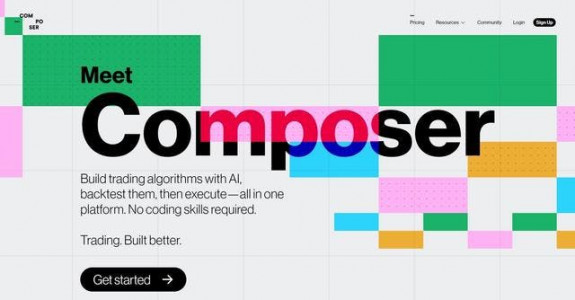 COM
PO
SER
Pricing
Resources
Community
Login
Sign Up
Meet
Composer
Build trading algorithms with AI,
backtest them, then execute—all in one
platform. No coding skills required.
Trading. Built better.
Get started →